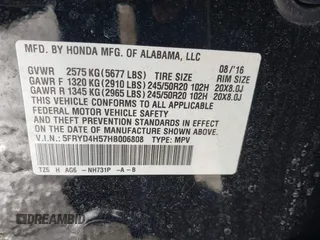 MFD. BY HONDA MFG. OF ALABAMA, LLC
08/'16
GVWR 2575 KG (5677 LBS) TIRE SIZE RIM SIZE
GAWR F 1320 KG (2910 LBS) 245/50R20 102H 20X8.0J
GAWR R 1345 KG (2965 LBS) 245/50R20 102H 20X8.0J
THIS VEHICLE CONFORMS TO ALL APPLICABLE
FEDERAL MOTOR VEHICLE SAFETY AND THEFT
PREVENTION STANDARDS IN EFFECT ON THE DATE OF
MANUFACTURE SHOWN ABOVE.
V.I.N.: 5FRYD4H57HB006808 TYPE: MPV
TZ5 H AG6 -NH731P -A-B
DREAMBID